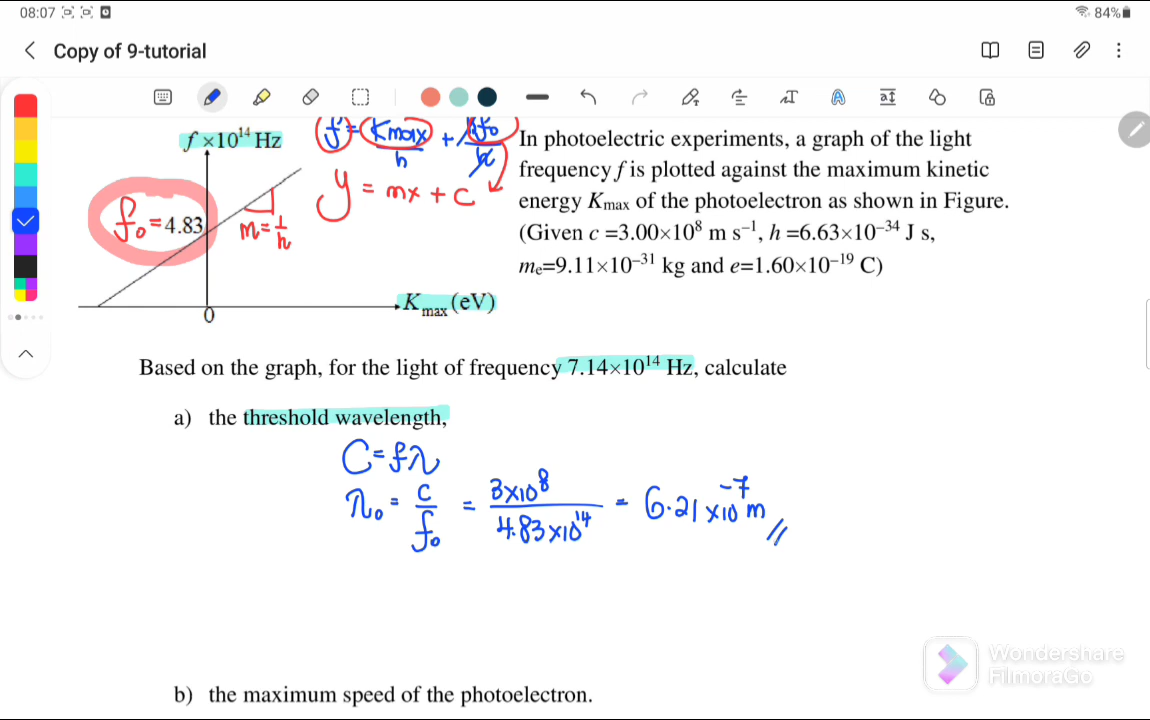 08:07 84%
Copy of 9-tutorial
f ×10¹⁴ Hz
f = Kmax/h + hf₀/h
y = mx + c
f₀ = 4.83
m = 1/h
0
K max (eV)
In photoelectric experiments, a graph of the light
frequency f is plotted against the maximum kinetic
energy Kmax of the photoelectron as shown in Figure.
(Given c =3.00×10⁸ m s⁻¹, h =6.63×10⁻³⁴ J s,
me=9.11×10⁻³¹ kg and e=1.60×10⁻¹⁹ C)
Based on the graph, for the light of frequency 7.14×10¹⁴ Hz, calculate
a) the threshold wavelength,
C = fλ
λ₀ = c/f₀ = 3×10⁸/4.83×10¹⁴ = 6.21 ×10⁻⁷ m //
b) the maximum speed of the photoelectron.
Wondershare
FilmoraGo